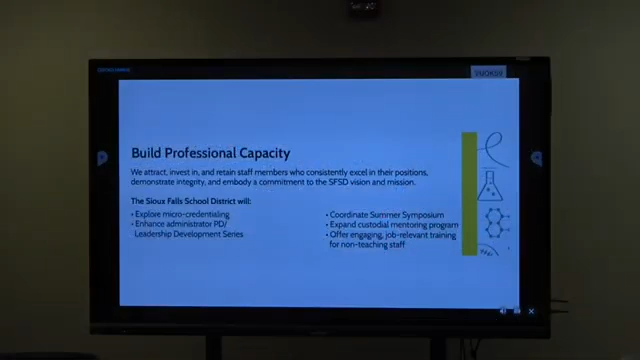 Build Professional Capacity
We attract, invest in, and retain staff members who consistently excel in their positions,
demonstrate integrity, and embody a commitment to the SFSD vision and mission.
The Sioux Falls School District will:
• Explore micro-credentialing
• Enhance administrator PD/
Leadership Development Series
• Coordinate Summer Symposium
• Expand custodial mentoring program
• Offer engaging, job-relevant training
for non-teaching staff